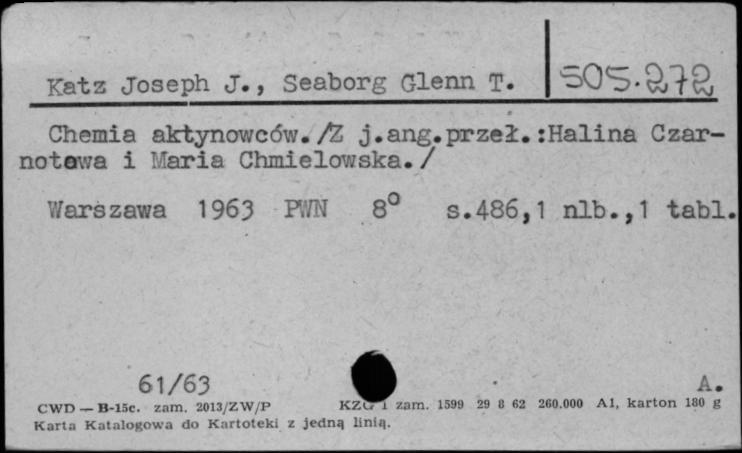 Katz Joseph J., Seaborg Glenn T. 505.272
Chemia aktynowców./Z j.ang.przeł.:Halina Czar-
notowa i Maria Chmielowska./
Warszawa 1963 PWN 8° s.486,1 nlb.,1 tabl.
61/63 A.
CWD — B-15c. zam. 2013/ZW/P KZG 1 zam. 1599 29 8 62 260.000 A1, karton 180 g
Karta Katalogowa do Kartoteki z jedną linią.